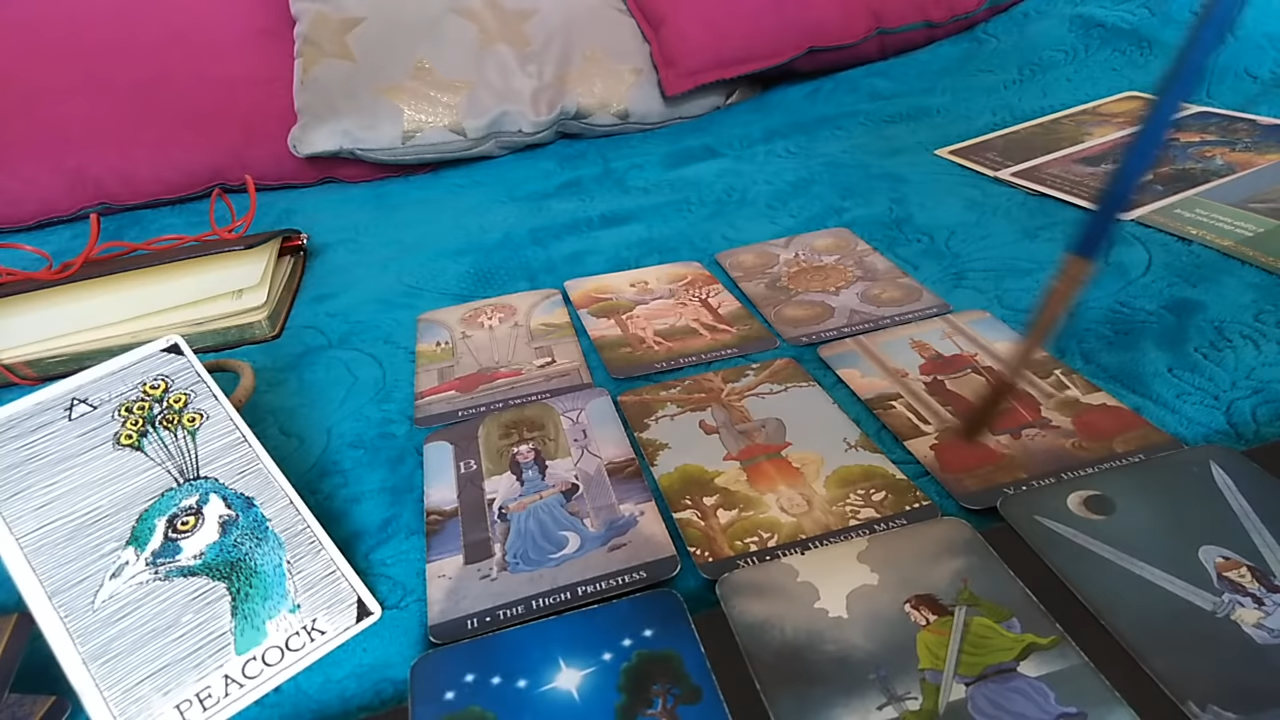 FOUR OF SWORDS
VI • THE LOVERS
X • THE WHEEL OF FORTUNE
B
II • THE HIGH PRIESTESS
XII • THE HANGED MAN
V • THE HIEROPHANT
PEACOCK